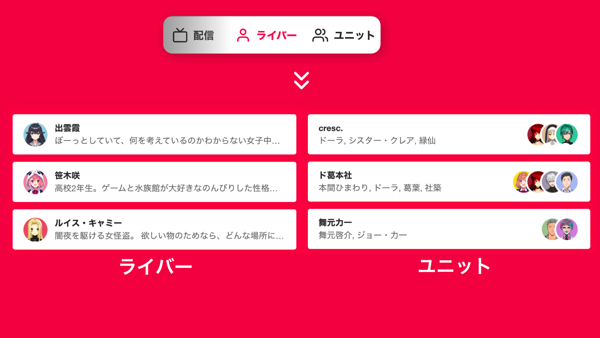 配信 ライバー ユニット
出雲霞
ぼーっとしていて、何を考えているのかわからない女子中...
笹木咲
高校2年生。ゲームと水族館が大好きなのんびりした性格...
ルイス・キャミー
闇夜を駆ける女怪盗。 欲しい物のためなら、どんな場所に...
ライバー
cresc.
ドーラ, シスター・クレア, 緑仙
ド葛本社
本間ひまわり, ドーラ, 葛葉, 社築
舞元力一
舞元啓介, ジョー・力一
ユニット